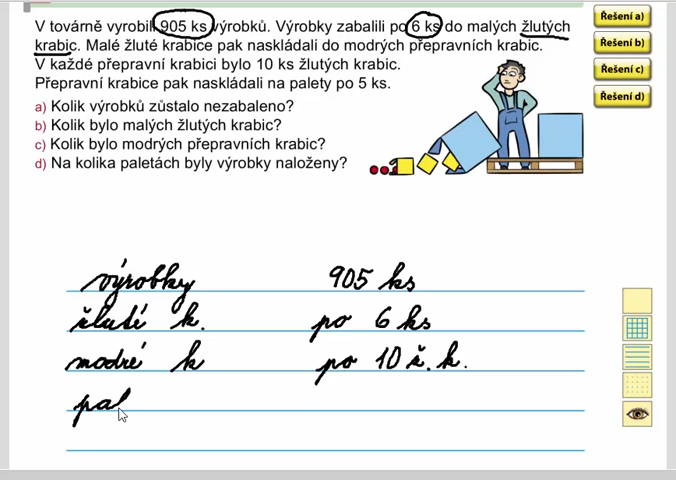 V továrně vyrobili 905 ks výrobků. Výrobky zabalili po 6 ks do malých žlutých
krabic. Malé žluté krabice pak naskládali do modrých přepravních krabic.
V každé přepravní krabici bylo 10 ks žlutých krabic.
Přepravní krabice pak naskládali na palety po 5 ks.
a) Kolik výrobků zůstalo nezabaleno?
b) Kolik bylo malých žlutých krabic?
c) Kolik bylo modrých přepravních krabic?
d) Na kolika paletách byly výrobky naloženy?
Řešení a)
Řešení b)
Řešení c)
Řešení d)
výrobky 905 ks
žluté k. po 6 ks
modré k po 10 ž. k.
pal